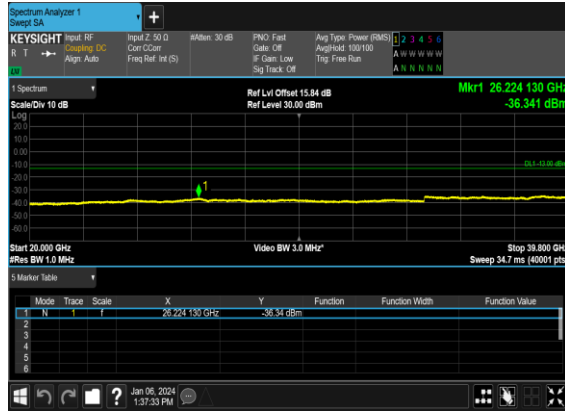 Spectrum Analyzer 1
Swept SA
+
KEYSIGHT Input: RF Input Z: 50 Ω #Atten: 30 dB PNO: Fast Avg Type: Power (RMS) 1 2 3 4 5 6
R T Coupling: DC Corr CCorr Gate: Off Avg|Hold: 100/100 A W W W W W
Align: Auto Freq Ref: Int (S) IF Gain: Low Trig: Free Run
Sig Track: Off A N N N N N
1 Spectrum
Ref Lvl Offset 15.84 dB Mkr1 26.224 130 GHz
Scale/Div 10 dB Ref Level 30.00 dBm -36.341 dBm
Log
20.0
10.0
0.00
-10.0
DL1 -13.00 dBm
-20.0
-30.0
1
-40.0
-50.0
-60.0
Start 20.000 GHz Video BW 3.0 MHz* Stop 39.800 GHz
#Res BW 1.0 MHz Sweep 34.7 ms (40001 pts)
5 Marker Table
Mode Trace Scale X Y Function Function Width Function Value
1 N 1 f 26.224 130 GHz -36.34 dBm
2
3
4
5
6
? Jan 06, 2024
1:37:33 PM